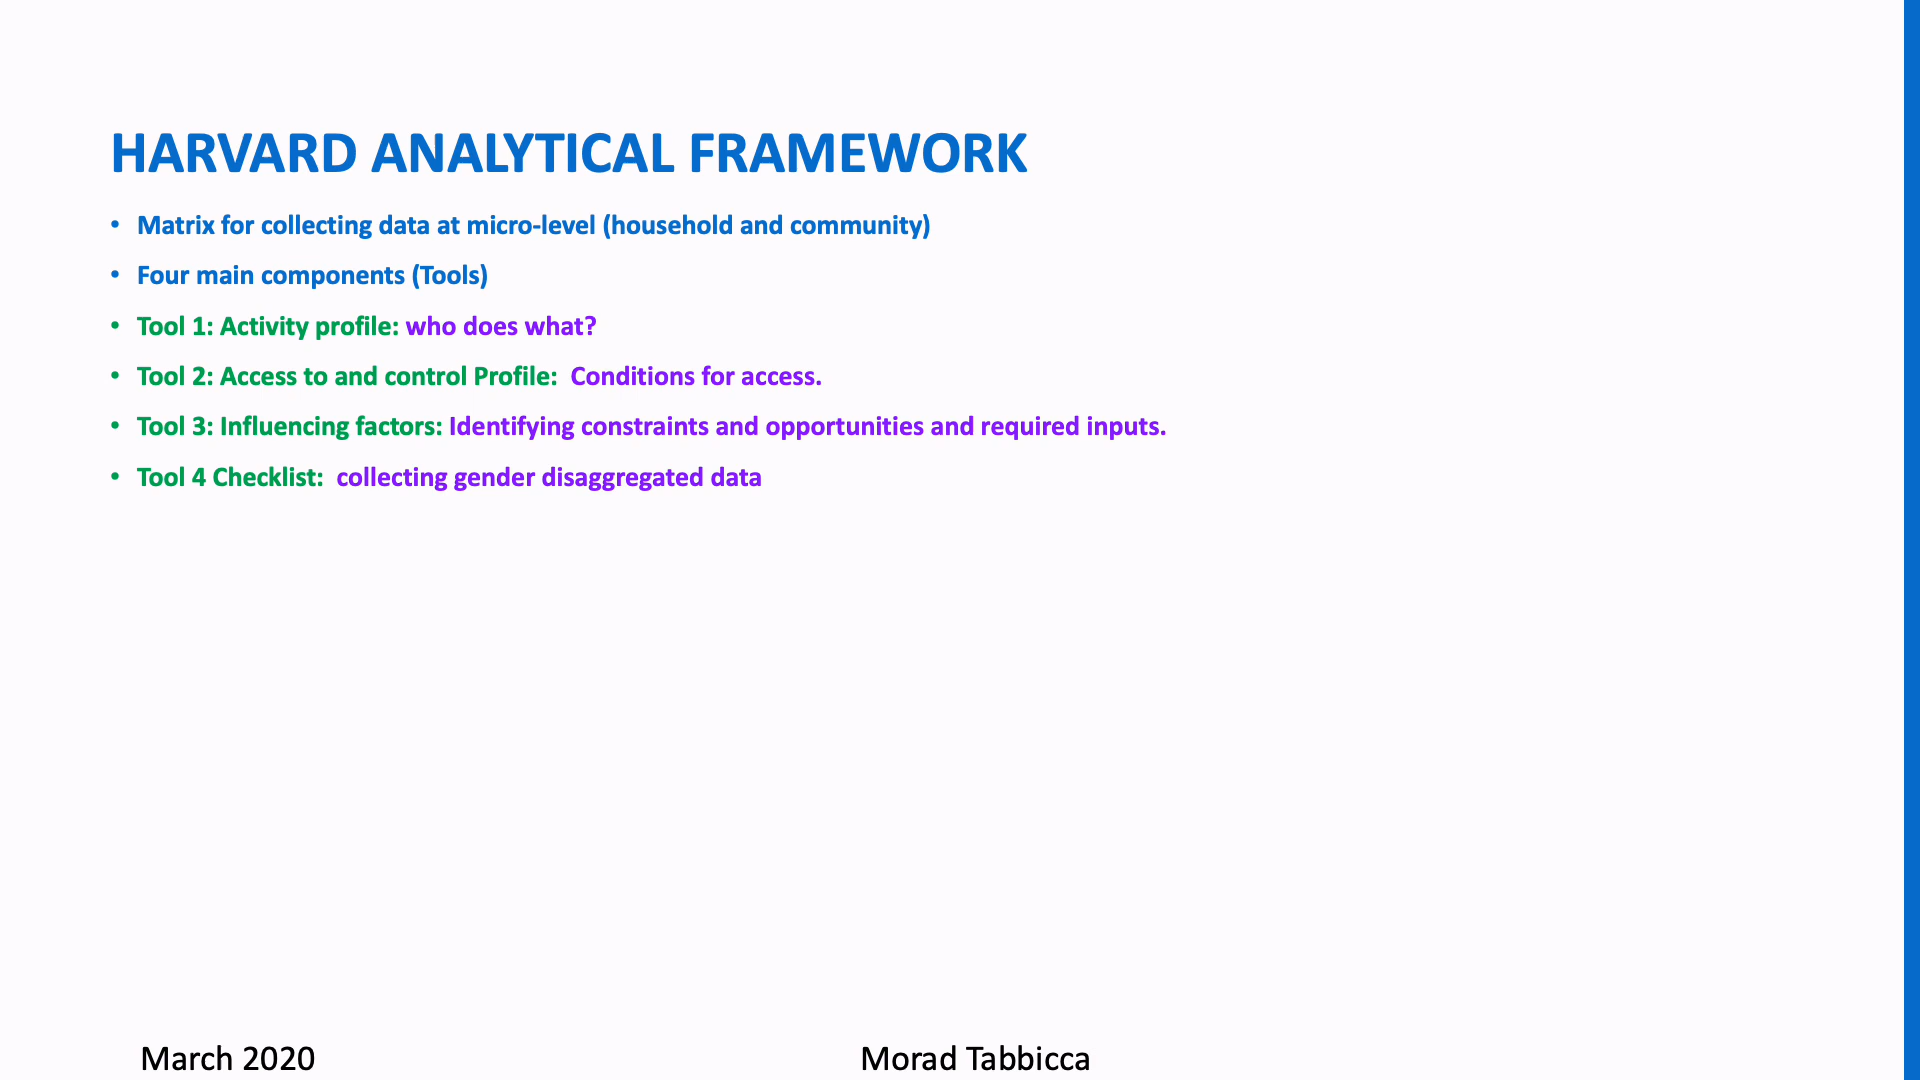 HARVARD ANALYTICAL FRAMEWORK
• Matrix for collecting data at micro-level (household and community)
• Four main components (Tools)
• Tool 1: Activity profile: who does what?
• Tool 2: Access to and control Profile:  Conditions for access.
• Tool 3: Influencing factors: Identifying constraints and opportunities and required inputs.
• Tool 4 Checklist:  collecting gender disaggregated data
March 2020
Morad Tabbicca